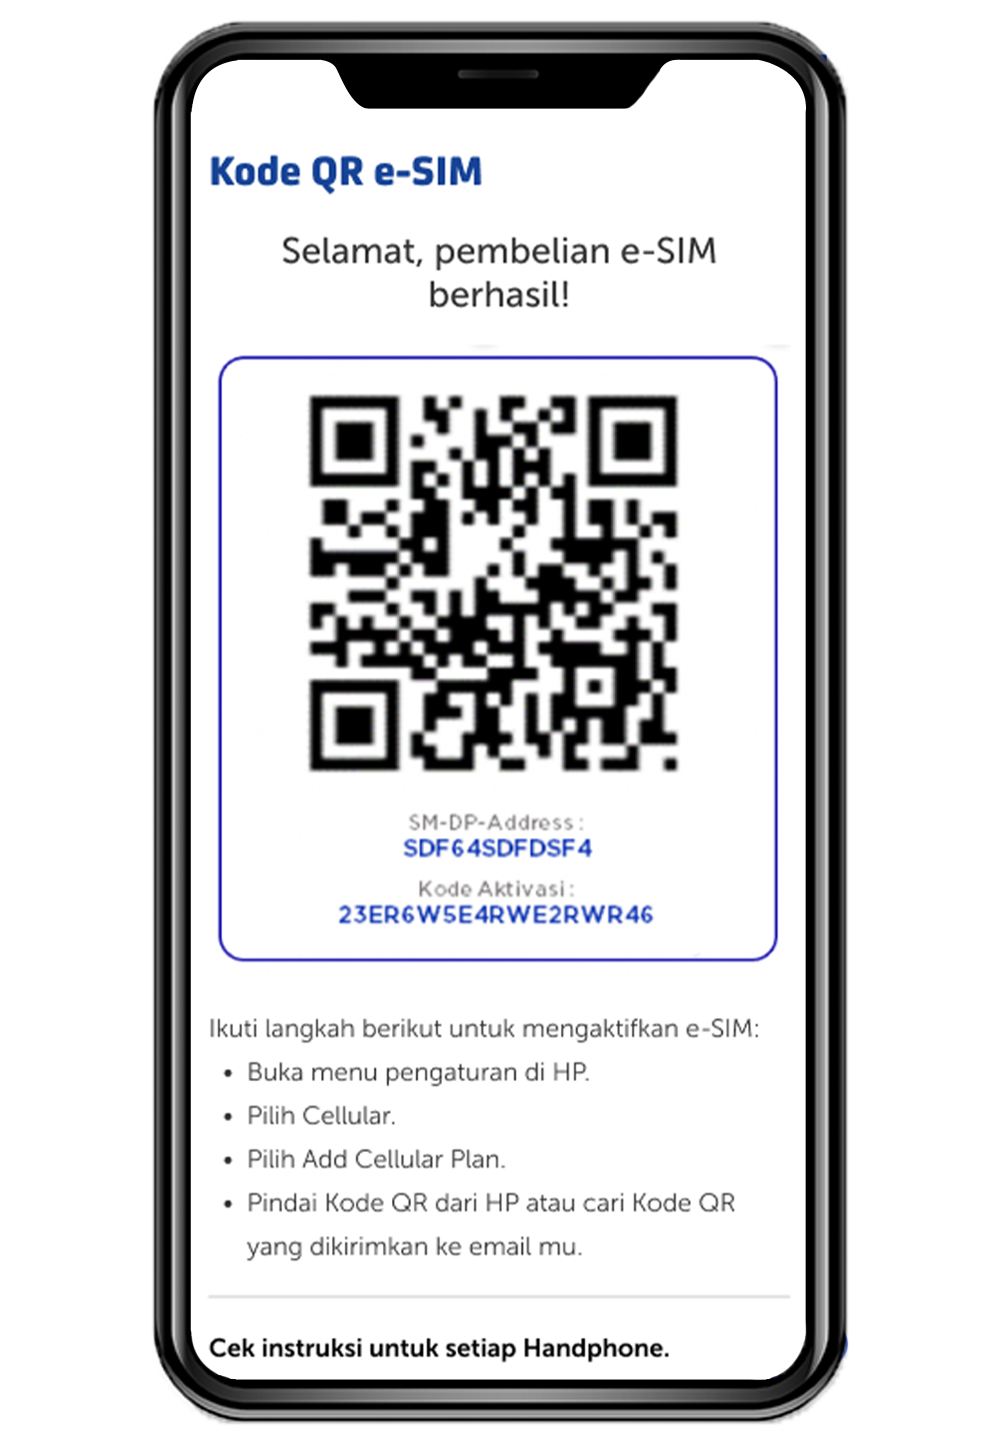 Kode QR e-SIM
Selamat, pembelian e-SIM
berhasil!
SM-DP-Address :
SDF64SDFDSF4
Kode Aktivasi :
23ER6W5E4RWE2RWR46
Ikuti langkah berikut untuk mengaktifkan e-SIM:
• Buka menu pengaturan di HP.
• Pilih Cellular.
• Pilih Add Cellular Plan.
• Pindai Kode QR dari HP atau cari Kode QR
yang dikirimkan ke email mu.
Cek instruksi untuk setiap Handphone.